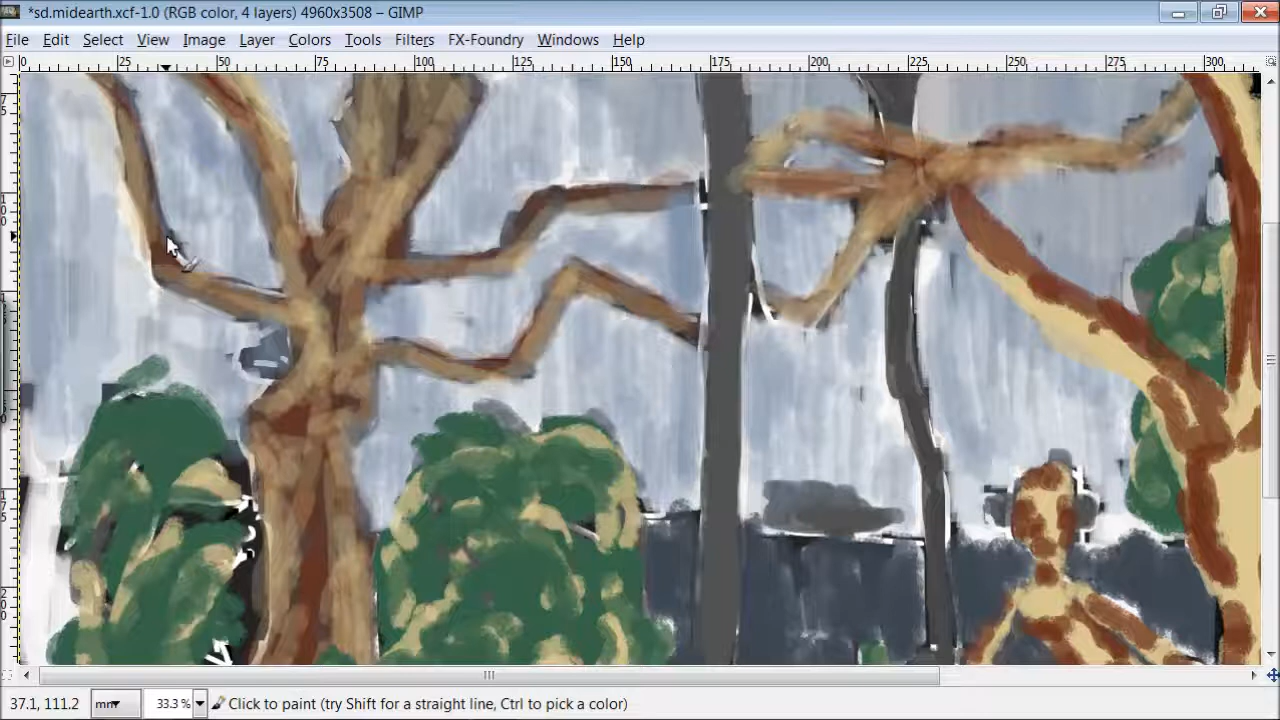 *sd.midearth.xcf-1.0 (RGB color, 4 layers) 4960x3508 – GIMP
File Edit Select View Image Layer Colors Tools Filters FX-Foundry Windows Help
0 25 50 75 100 125 150 175 200 225 250 275 300
37.1, 111.2 mm 33.3 % Click to paint (try Shift for a straight line, Ctrl to pick a color)